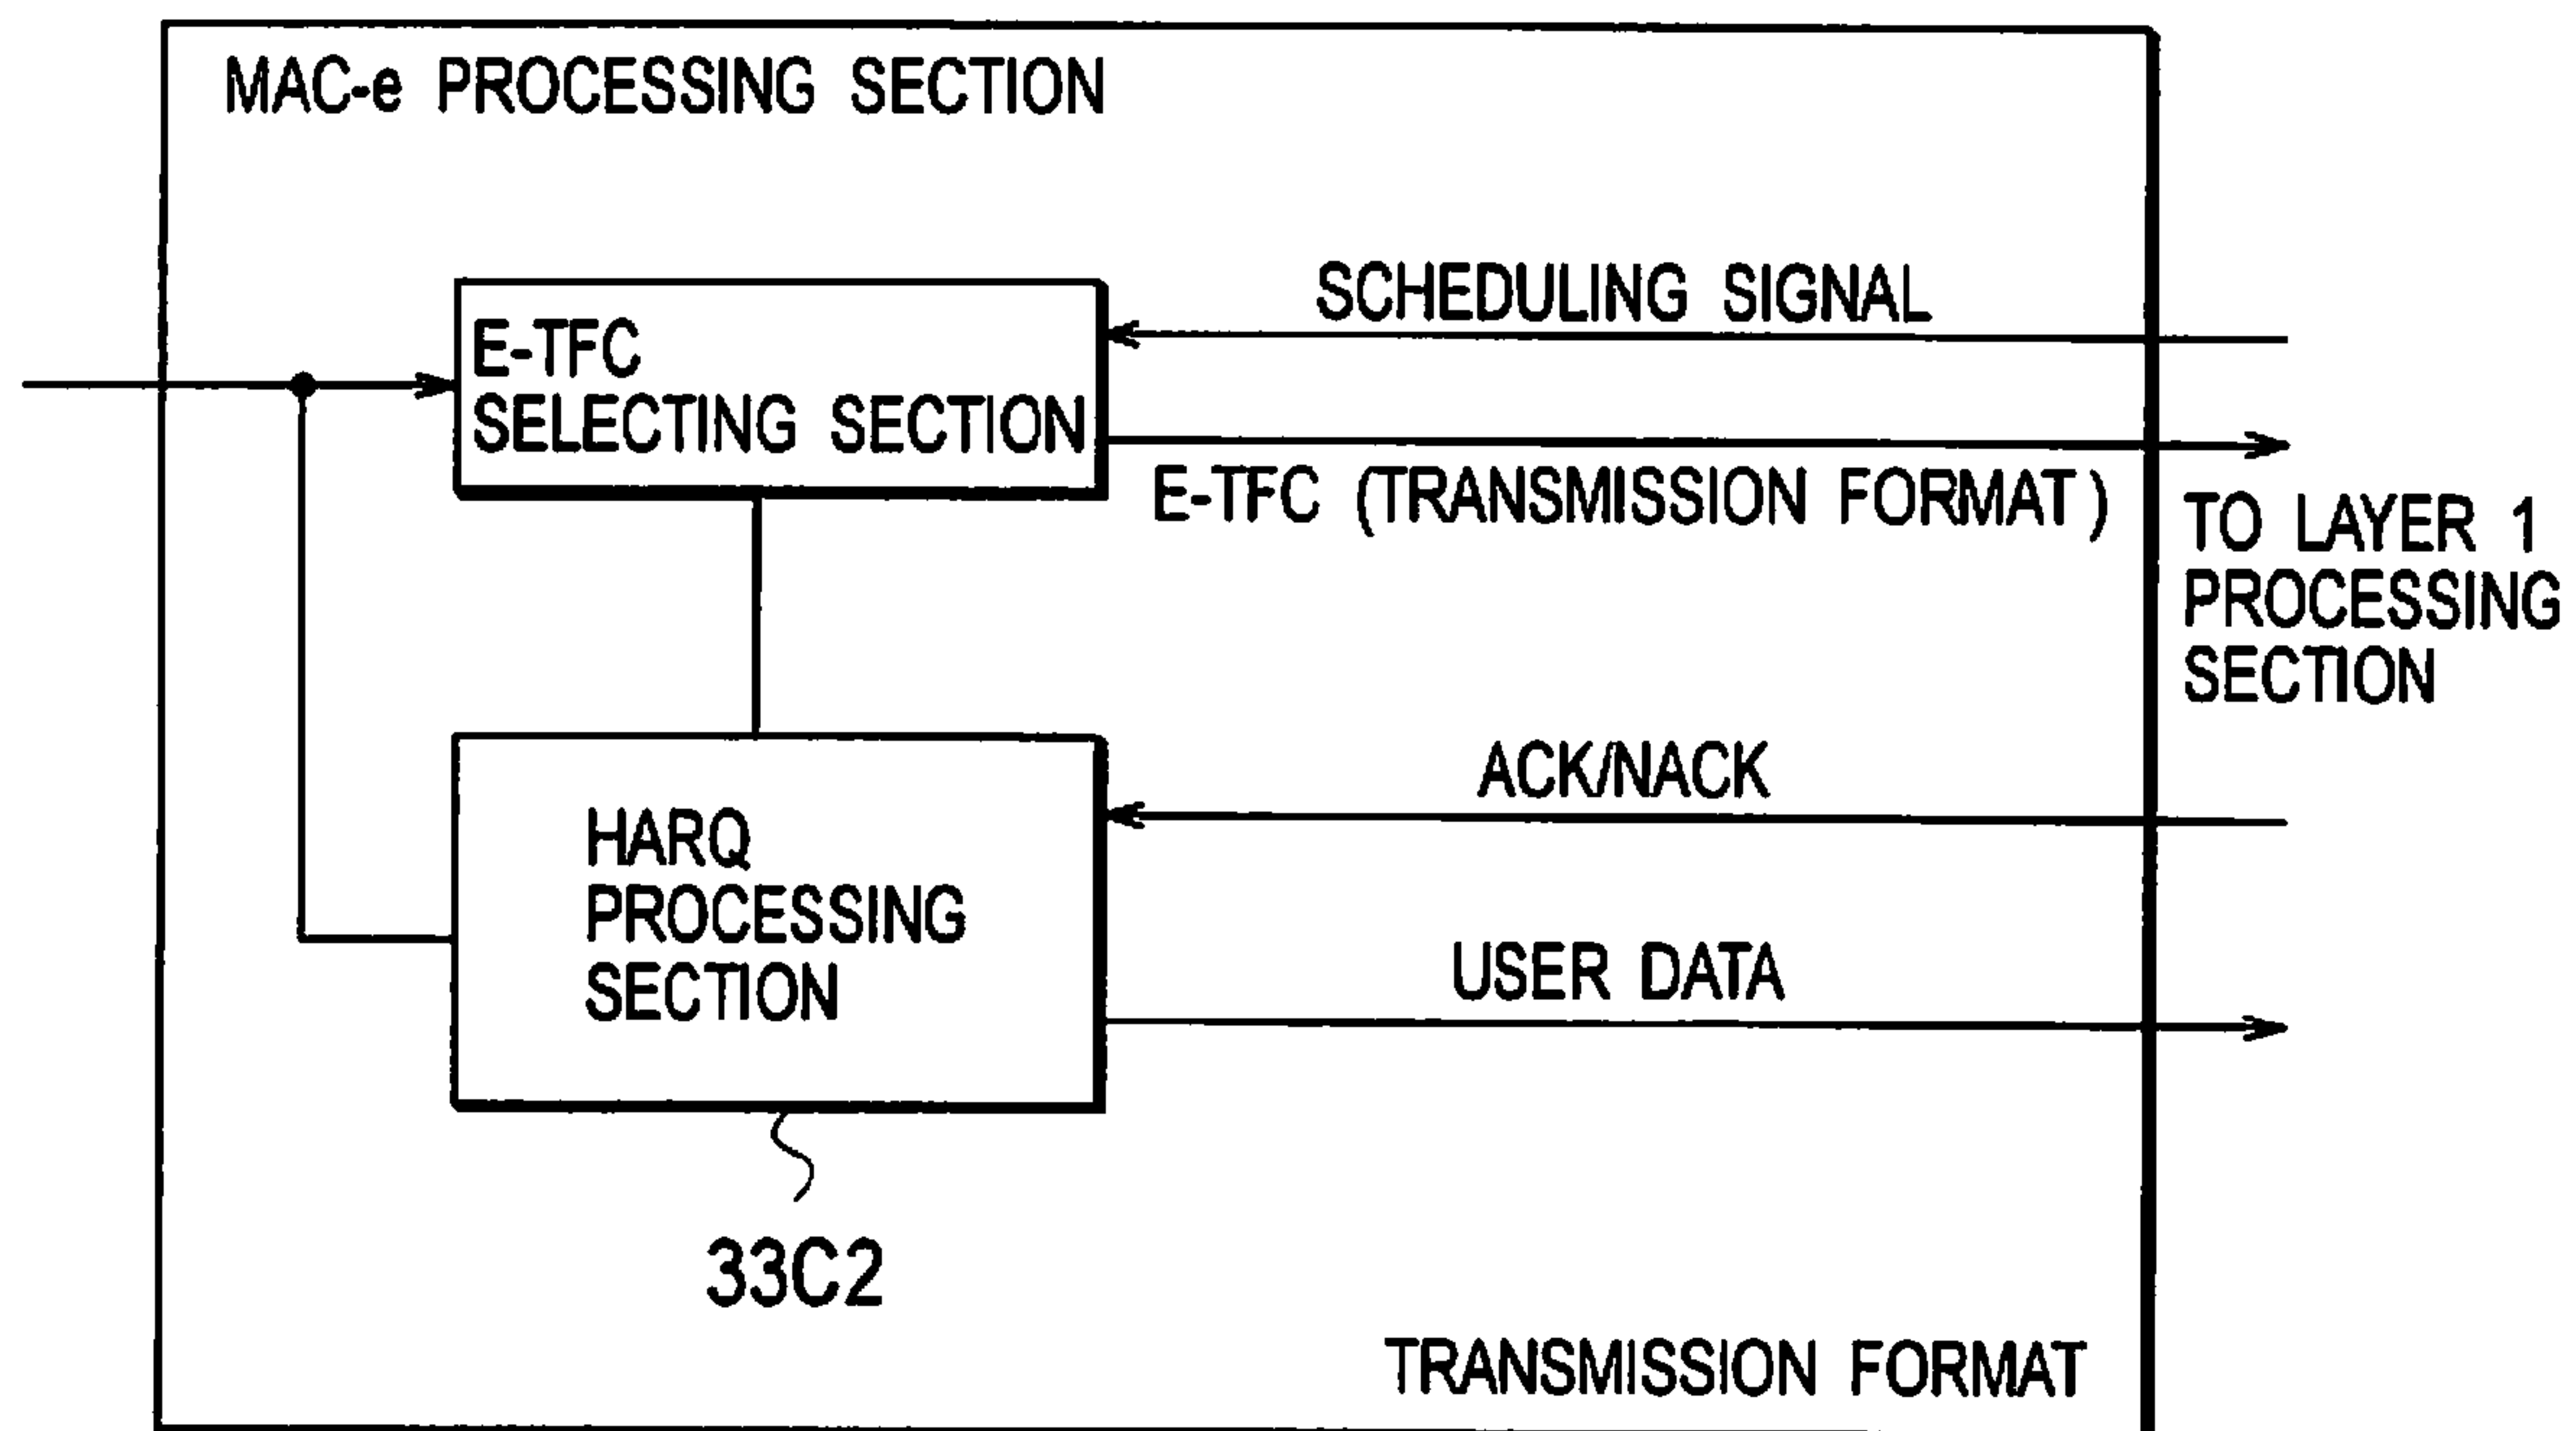 MAC-e PROCESSING SECTION
SCHEDULING SIGNAL
E-TFC
SELECTING SECTION
E-TFC (TRANSMISSION FORMAT)
TO LAYER 1
PROCESSING
SECTION
ACK/NACK
HARQ
PROCESSING
SECTION
USER DATA
33C2
TRANSMISSION FORMAT